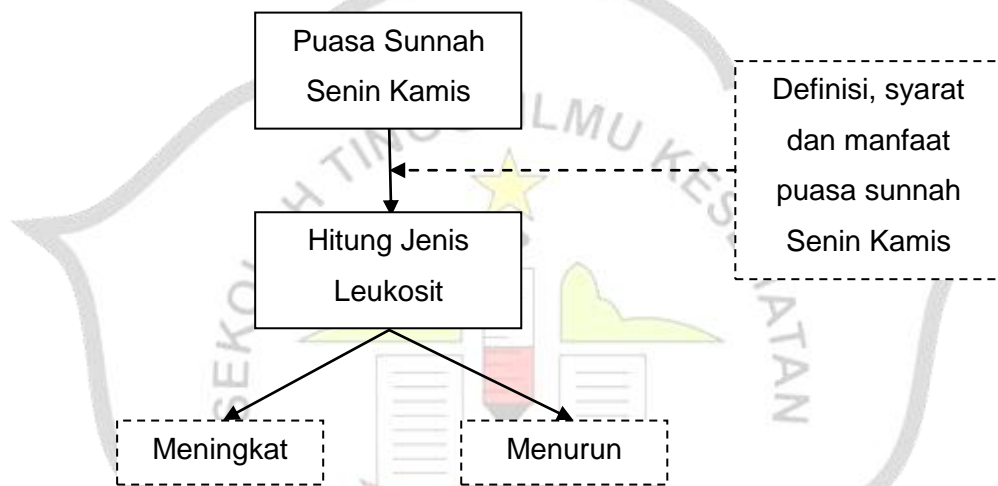 Puasa Sunnah
Senin Kamis
Definisi, syarat
dan manfaat
puasa sunnah
Senin Kamis
Hitung Jenis
Leukosit
Meningkat
Menurun